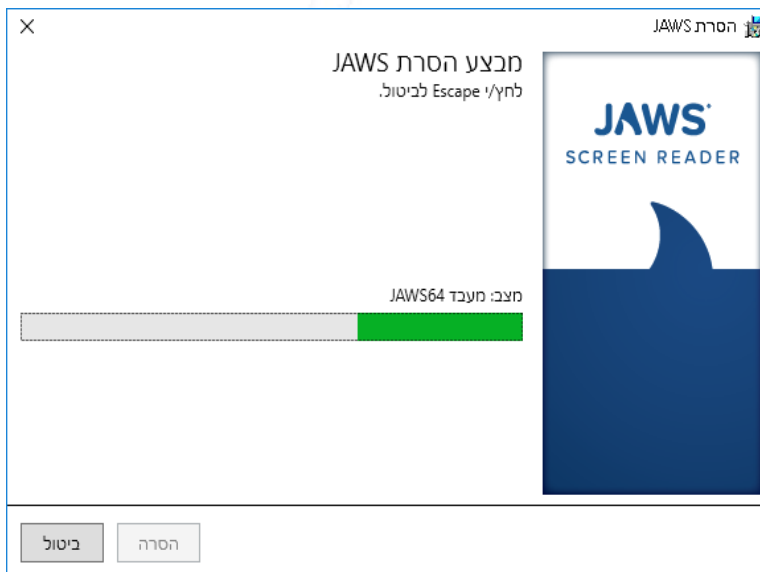 הסרת JAWS
מבצע הסרת JAWS
לחץ/י Escape לביטול.
JAWS
SCREEN READER
מצב: מעבד JAWS64
הסרה
ביטול